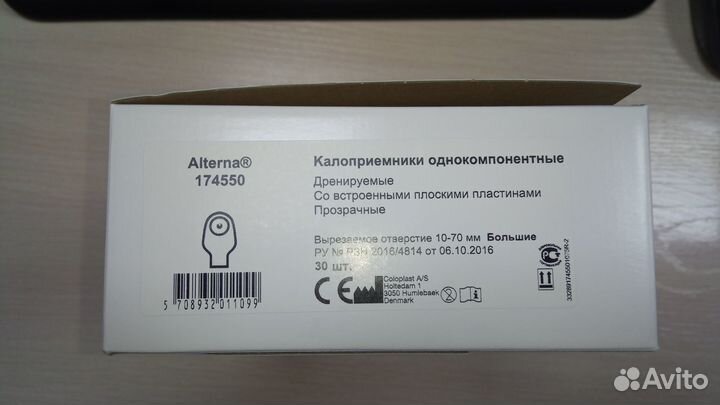 Alterna®
174550
Калоприемники однокомпонентные
Дренируемые
Со встроенными плоскими пластинами
Прозрачные
Вырезаемое отверстие 10-70 мм Большие
РУ № РЗН 2016/4814 от 06.10.2016
30 шт.
5 708932 011099
CE
Coloplast A/S
Holtedam 1
3050 Humlebaek
Denmark
Avito